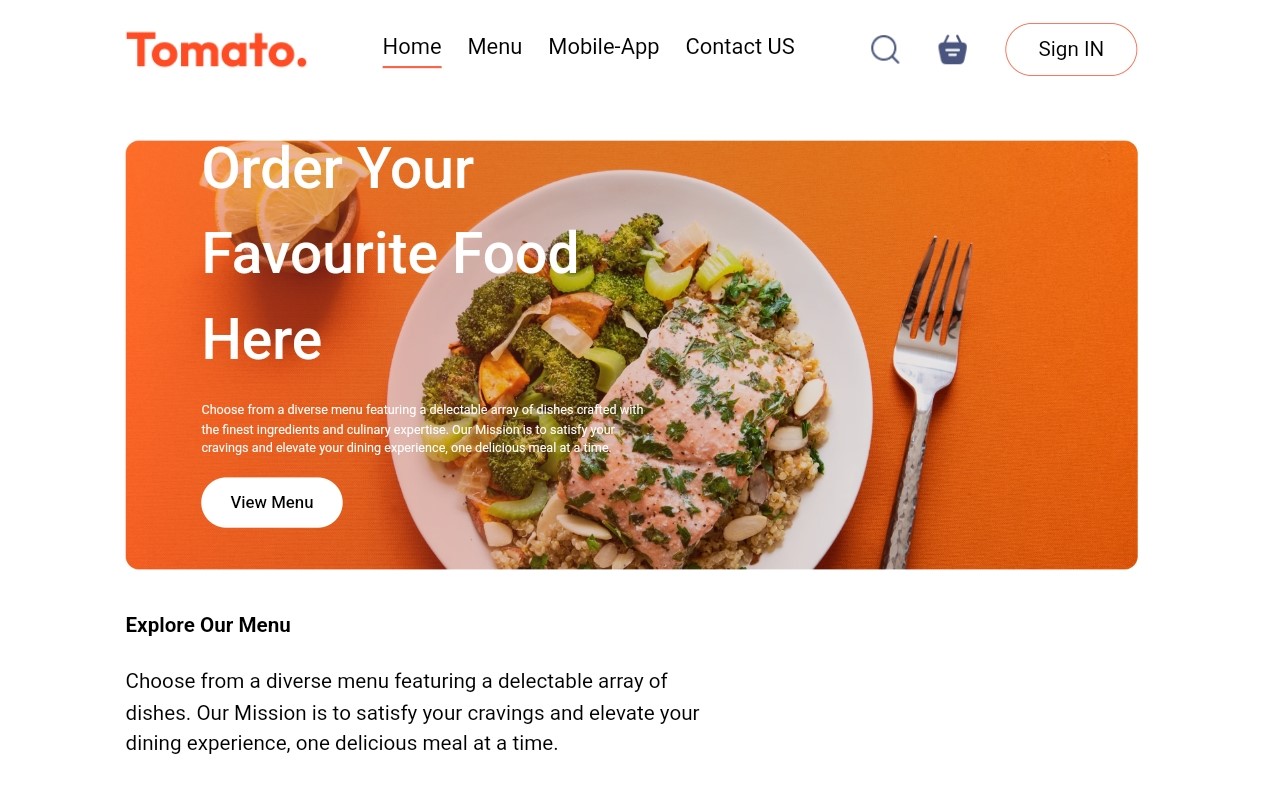 Tomato.
Home Menu Mobile-App Contact US
Sign IN
Order Your
Favourite Food
Here
Choose from a diverse menu featuring a delectable array of dishes crafted with
the finest ingredients and culinary expertise. Our Mission is to satisfy your
cravings and elevate your dining experience, one delicious meal at a time.
View Menu
Explore Our Menu
Choose from a diverse menu featuring a delectable array of
dishes. Our Mission is to satisfy your cravings and elevate your
dining experience, one delicious meal at a time.